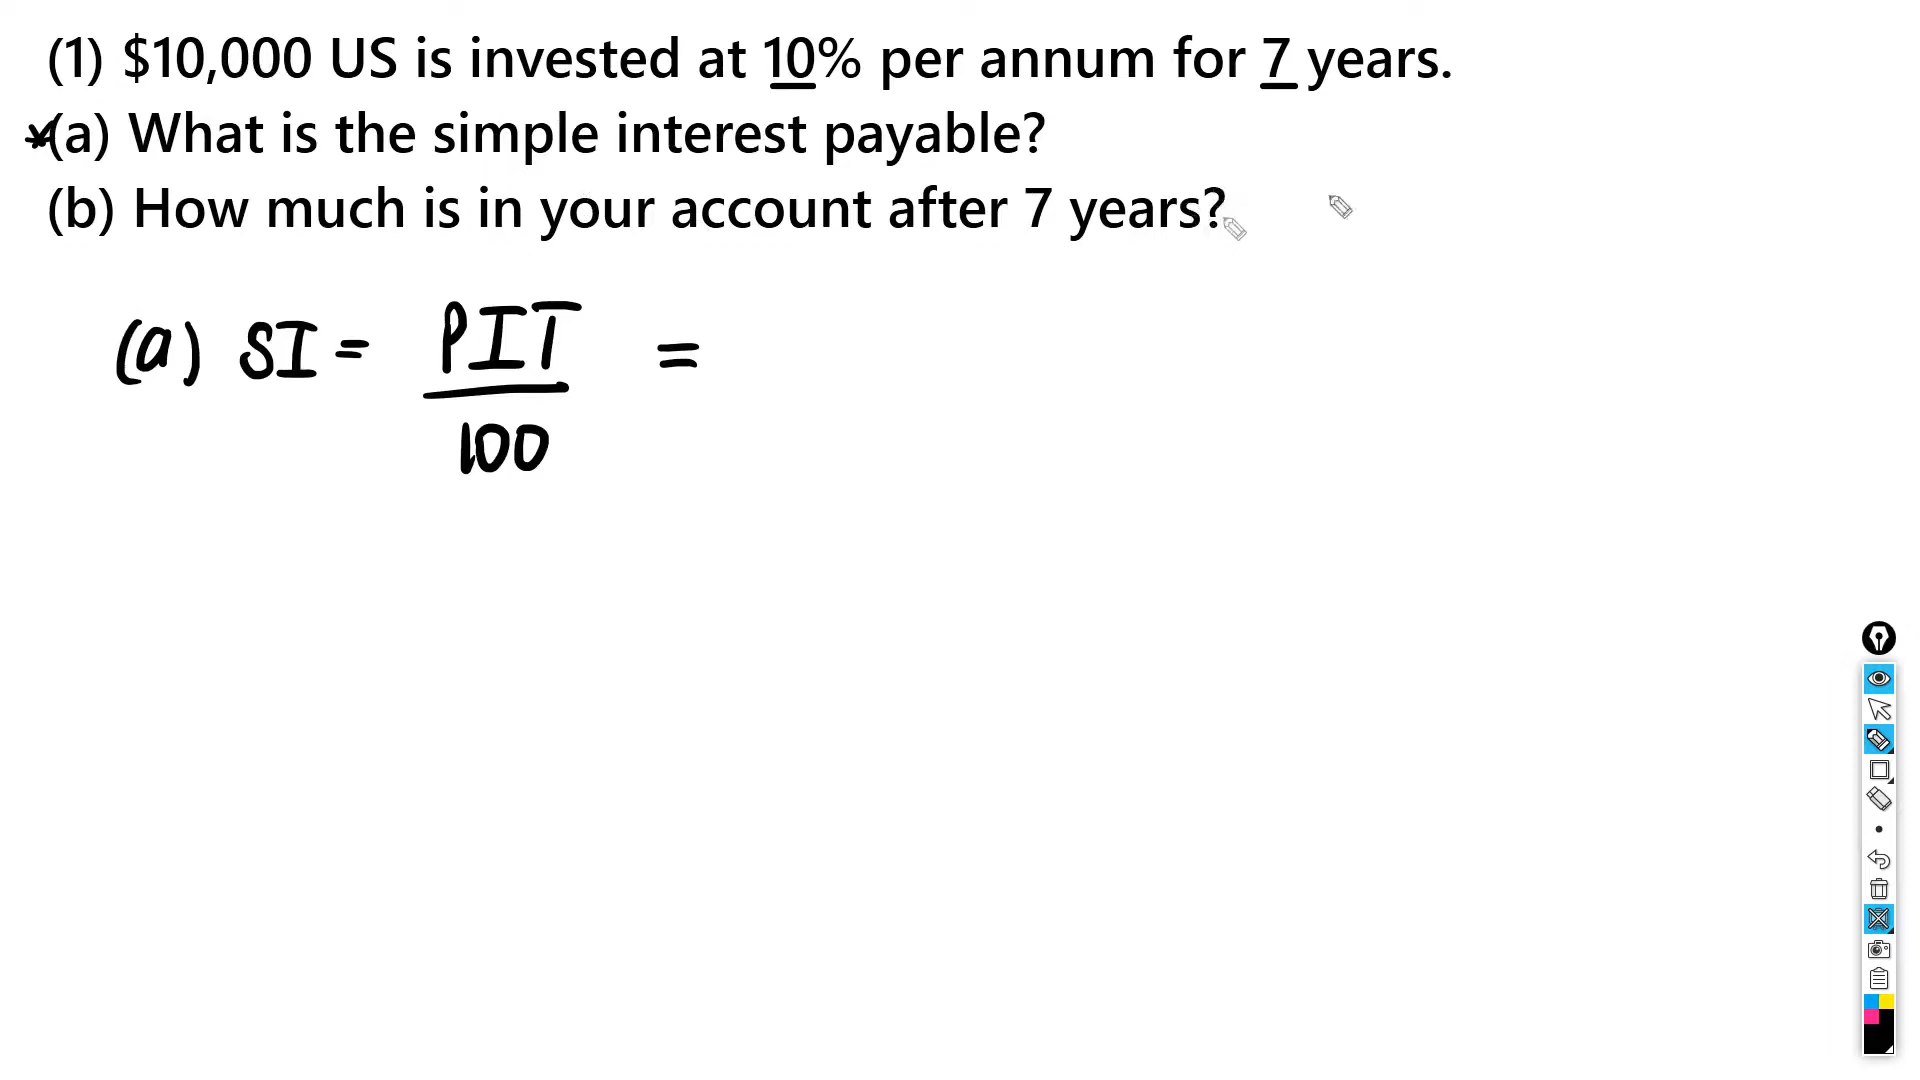 (1) $10,000 US is invested at 10% per annum for 7 years.
(a) What is the simple interest payable?
(b) How much is in your account after 7 years?
(a) SI = PIT =
100